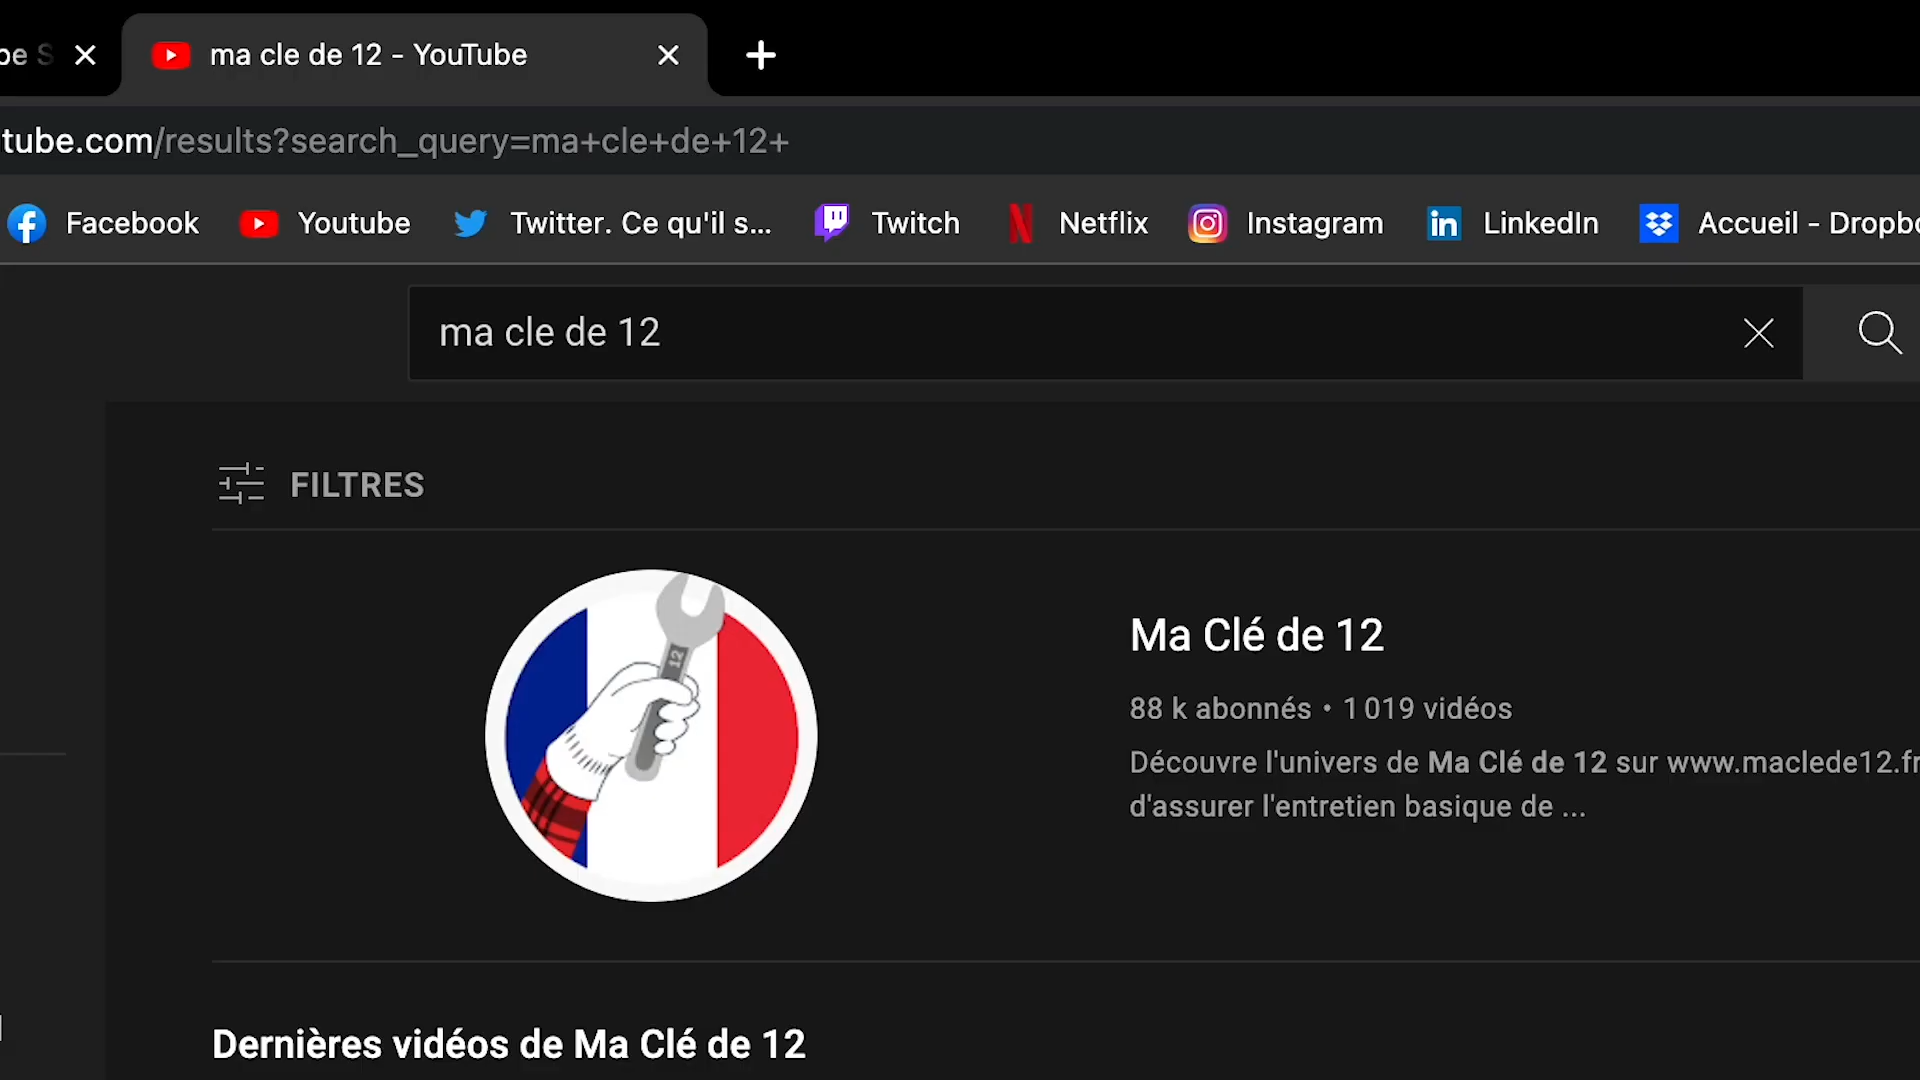 be S
ma cle de 12 - YouTube
tube.com/results?search_query=ma+cle+de+12+
Facebook Youtube Twitter. Ce qu'il s... Twitch Netflix Instagram LinkedIn Accueil - Dropbo
ma cle de 12
FILTRES
12
Ma Clé de 12
88 k abonnés • 1 019 vidéos
Découvre l'univers de Ma Clé de 12 sur www.maclede12.fr
d'assurer l'entretien basique de ...
Dernières vidéos de Ma Clé de 12